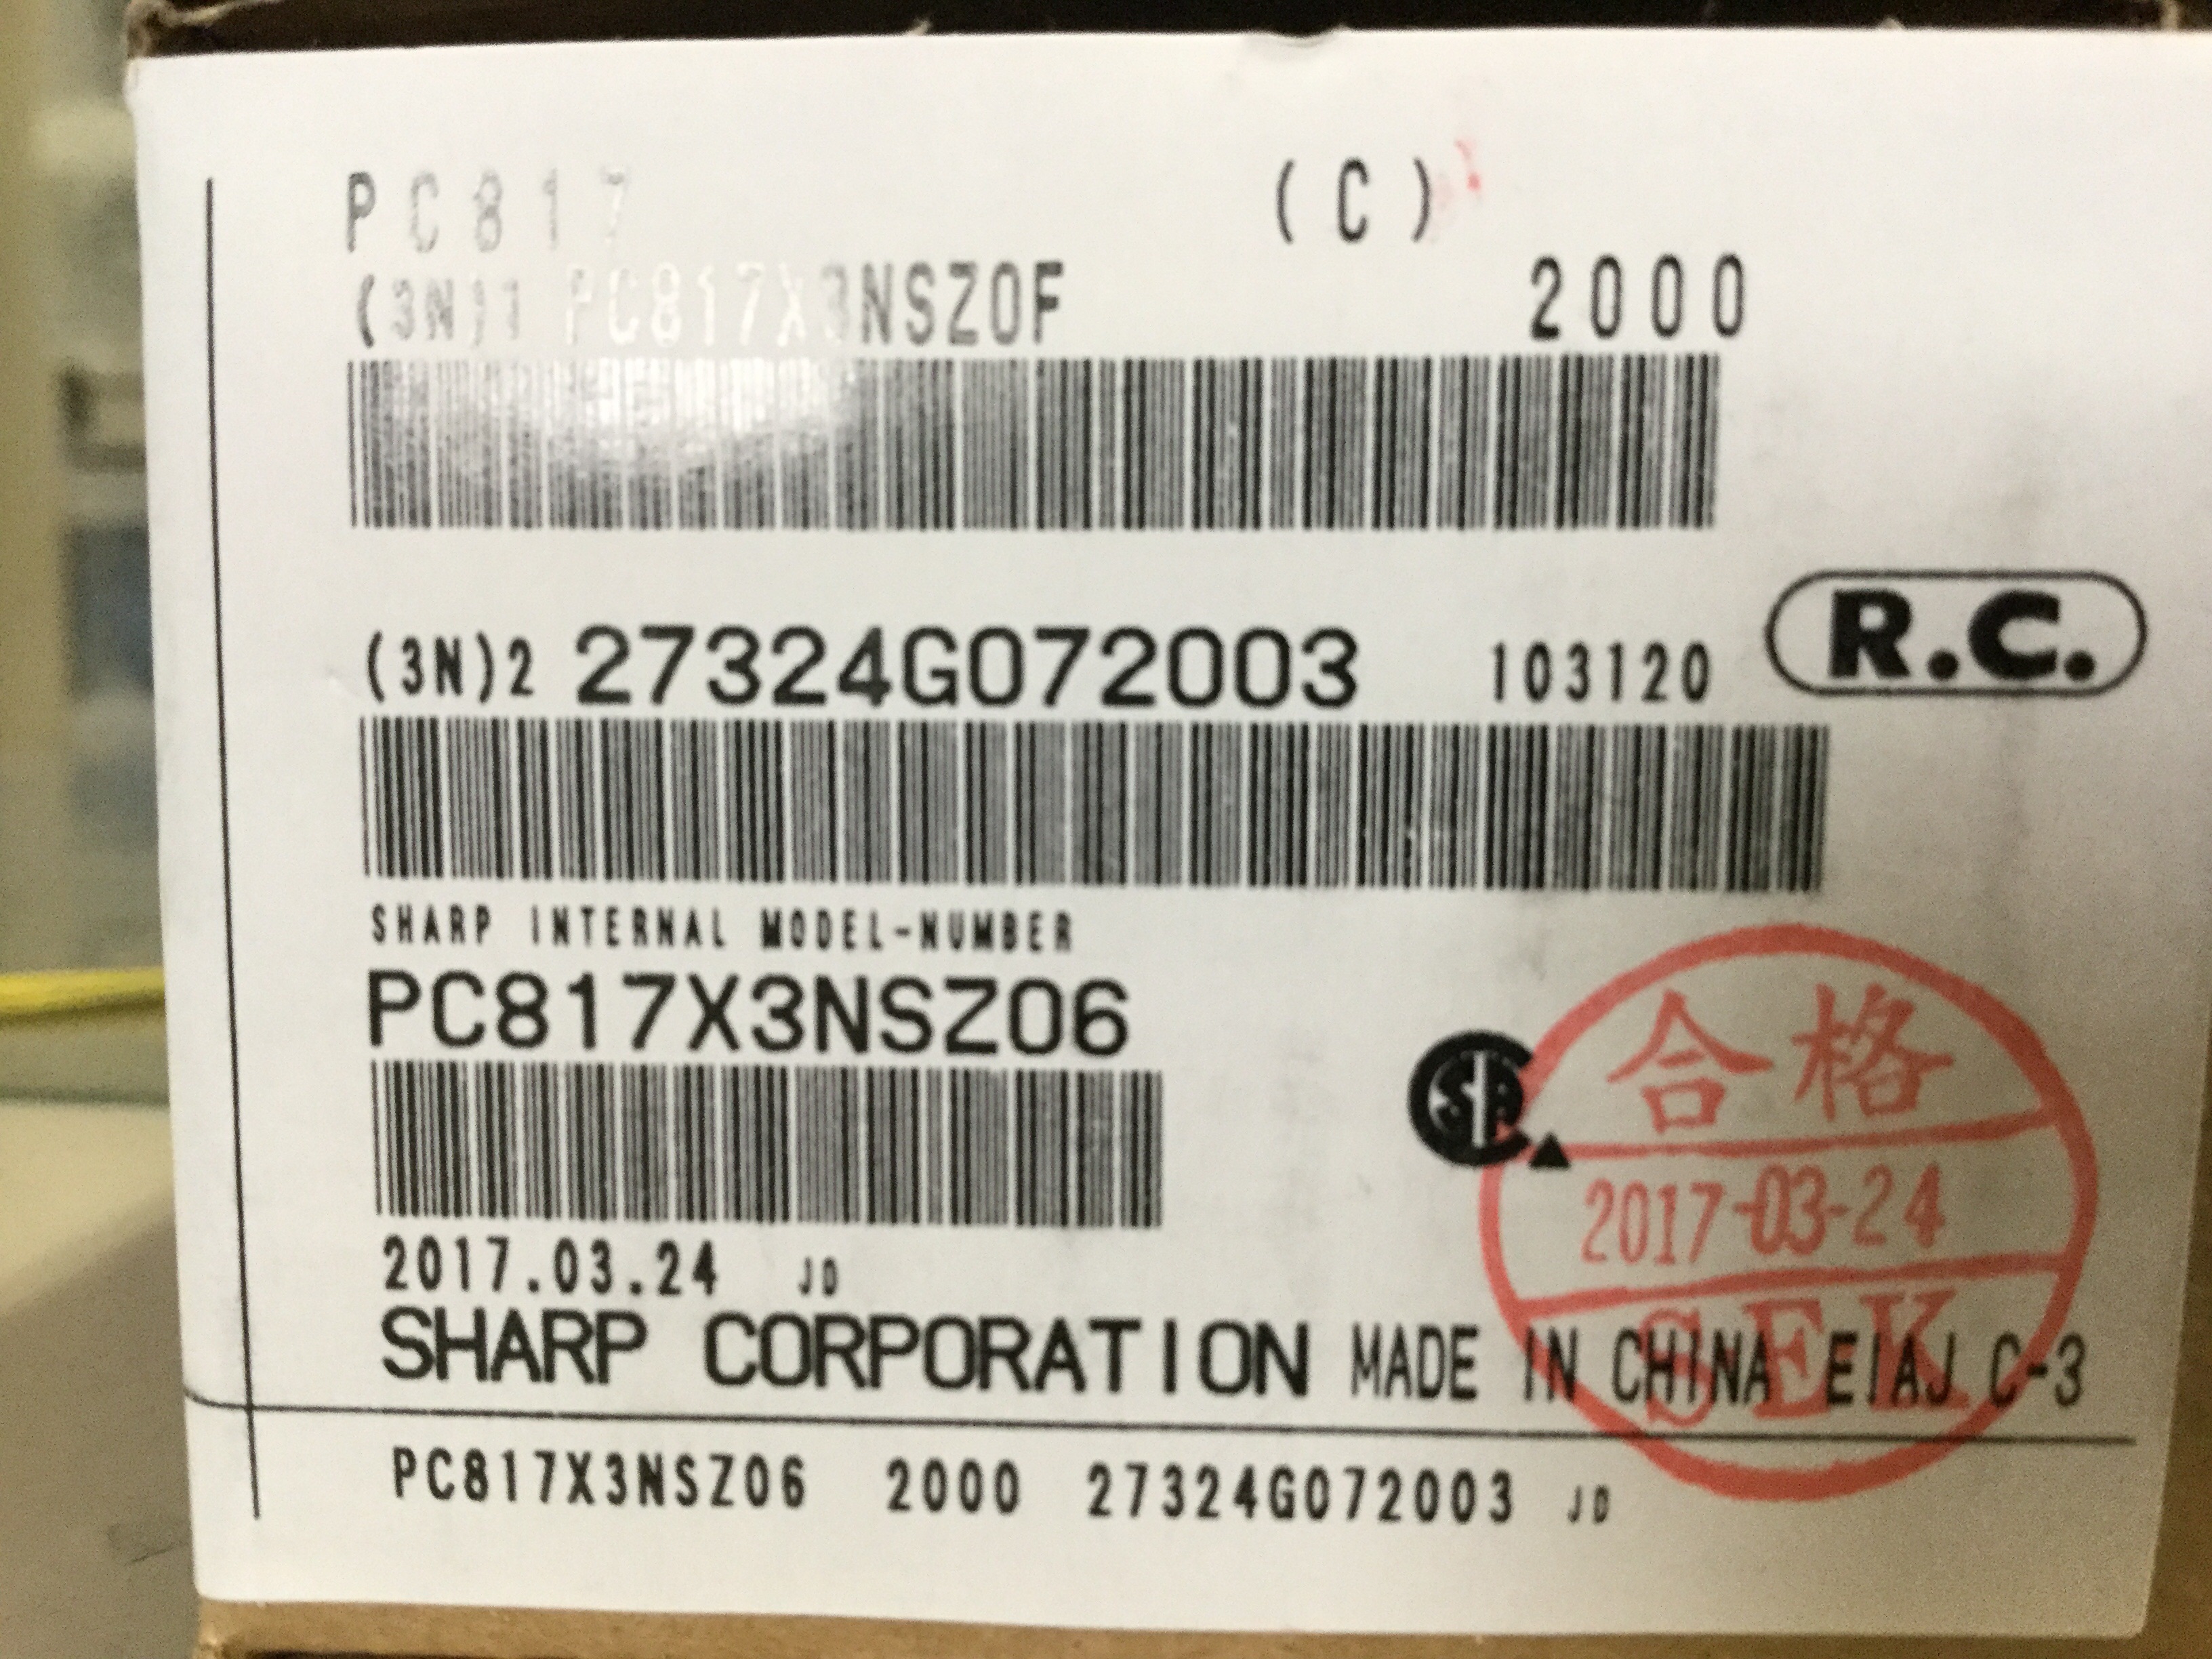 PC817 (C)
(3N)1 PC817X3NSZ0F 2000
(3N)2 27324G072003 103120 R.C.
SHARP INTERNAL MODEL-NUMBER
PC817X3NSZ06
合格
2017-03-24
SEK
2017.03.24 JD
SHARP CORPORATION MADE IN CHINA EIAJ C-3
PC817X3NSZ06 2000 27324G072003 JD